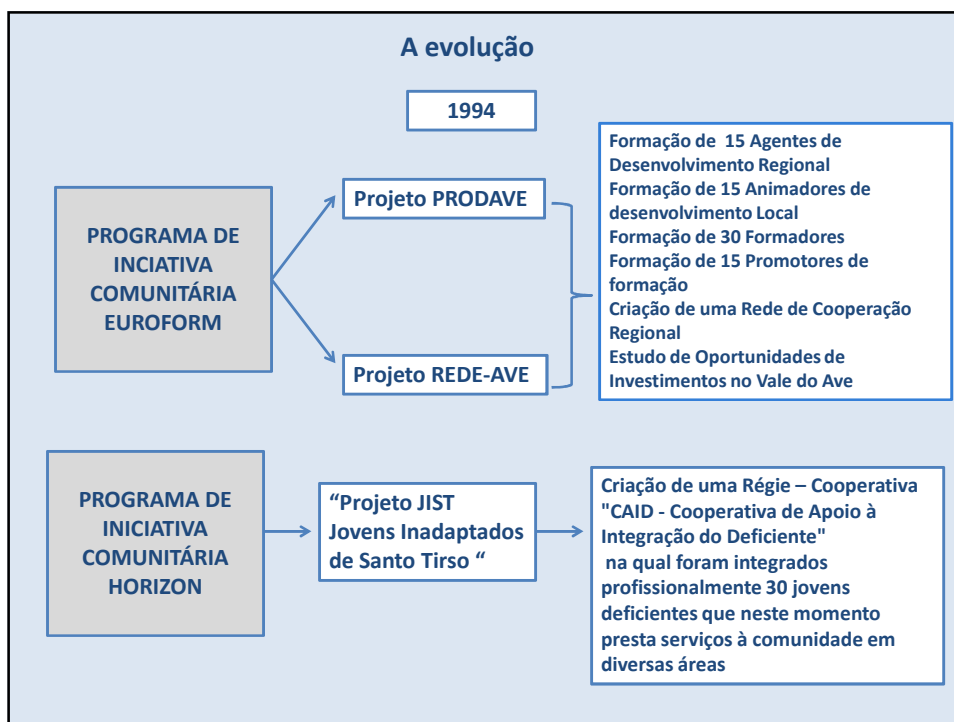 A evolução
1994
PROGRAMA DE
INCIATIVA
COMUNITÁRIA
EUROFORM
Projeto PRODAVE
Projeto REDE-AVE
Formação de 15 Agentes de
Desenvolvimento Regional
Formação de 15 Animadores de
desenvolvimento Local
Formação de 30 Formadores
Formação de 15 Promotores de
formação
Criação de uma Rede de Cooperação
Regional
Estudo de Oportunidades de
Investimentos no Vale do Ave
PROGRAMA DE
INICIATIVA
COMUNITÁRIA
HORIZON
“Projeto JIST
Jovens Inadaptados
de Santo Tirso “
Criação de uma Régie – Cooperativa
"CAID - Cooperativa de Apoio à
Integração do Deficiente"
na qual foram integrados
profissionalmente 30 jovens
deficientes que neste momento
presta serviços à comunidade em
diversas áreas